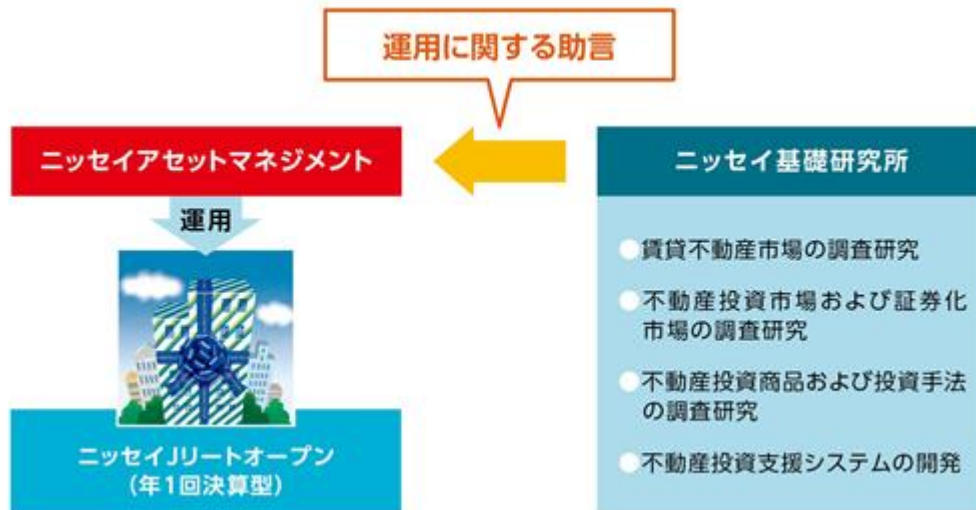 運用に関する助言
ニッセイアセットマネジメント
運用
ニッセイJリートオープン
（年1回決算型）
ニッセイ基礎研究所
●賃貸不動産市場の調査研究
●不動産投資市場および証券化
市場の調査研究
●不動産投資商品および投資手法
の調査研究
●不動産投資支援システムの開発